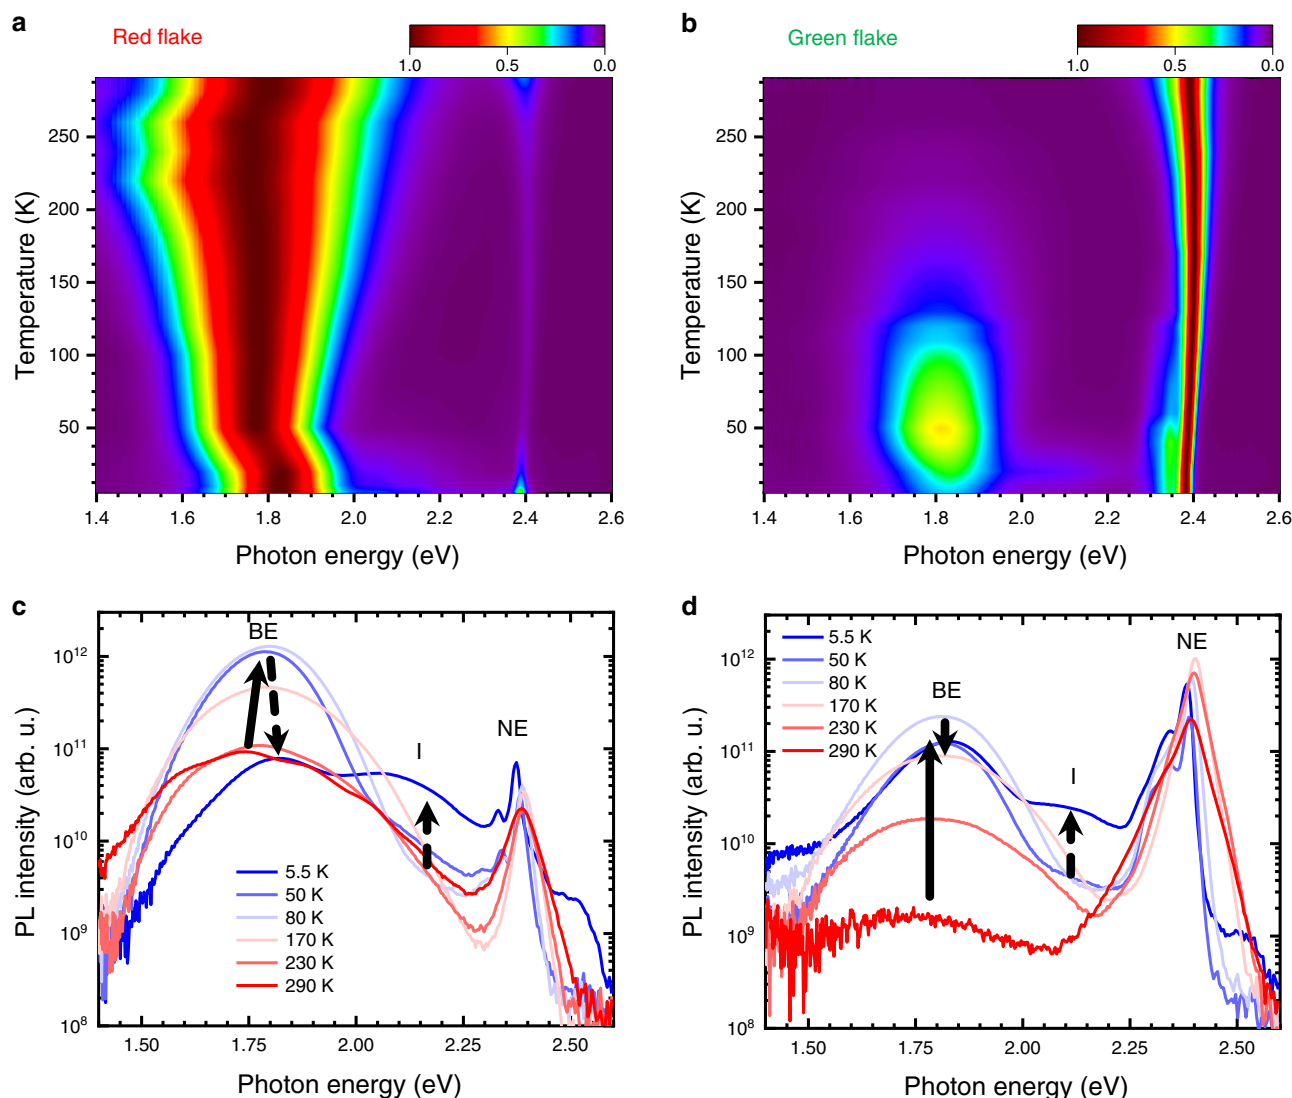 a
Red flake
1.0 0.5 0.0
Temperature (K)
250
200
150
100
50
1.4 1.6 1.8 2.0 2.2 2.4 2.6
Photon energy (eV)
b
Green flake
1.0 0.5 0.0
Temperature (K)
250
200
150
100
50
1.4 1.6 1.8 2.0 2.2 2.4 2.6
Photon energy (eV)
c
BE
I
NE
PL intensity (arb. u.)
10¹²
10¹¹
10¹⁰
10⁹
10⁸
5.5 K
50 K
80 K
170 K
230 K
290 K
1.50 1.75 2.00 2.25 2.50
Photon energy (eV)
d
5.5 K
50 K
80 K
170 K
230 K
290 K
BE
I
NE
PL intensity (arb. u.)
10¹²
10¹¹
10¹⁰
10⁹
10⁸
1.50 1.75 2.00 2.25 2.50
Photon energy (eV)